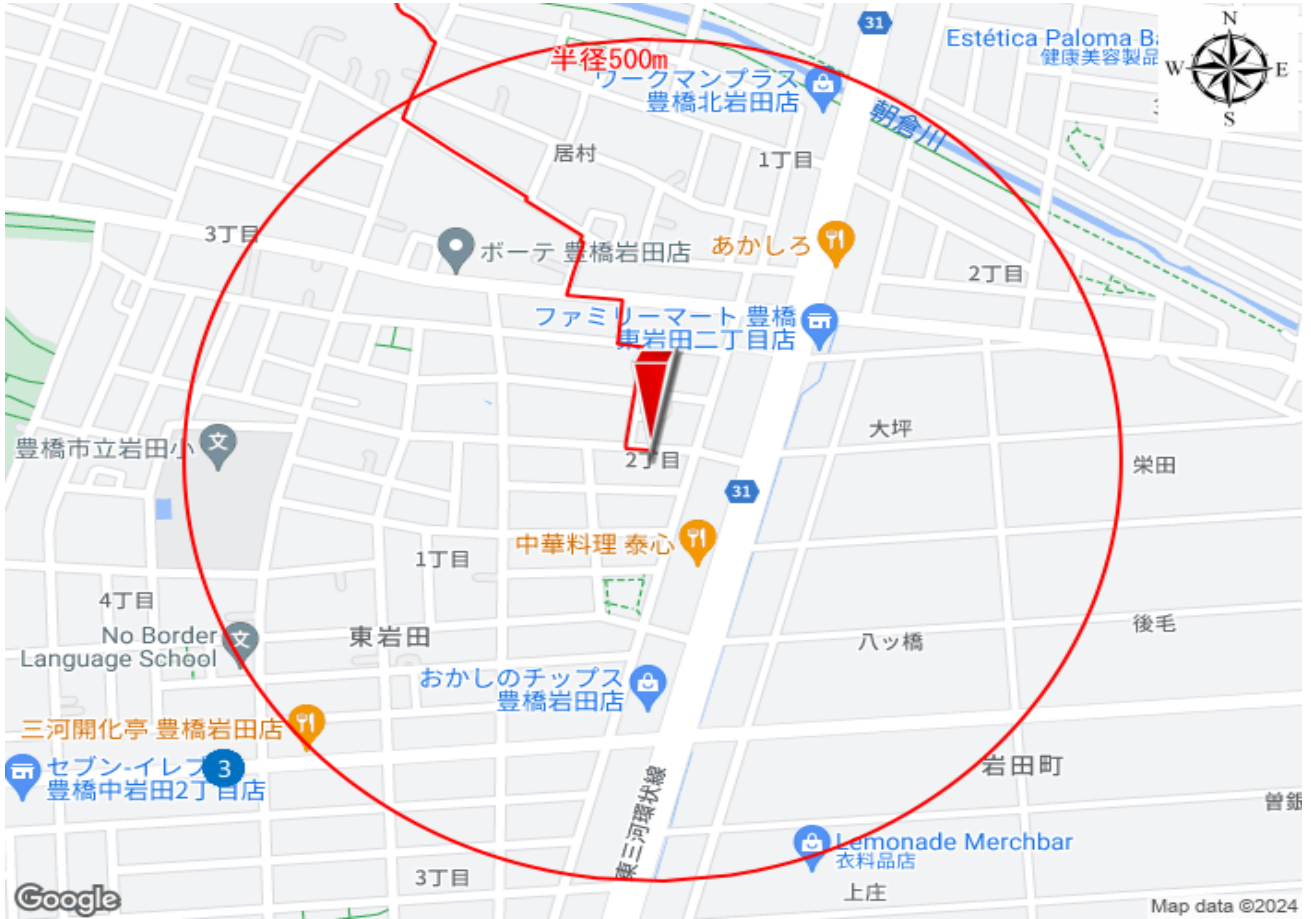 31
N
W
E
S
Estética Paloma Ba
健康美容製品
半径500m
ワークマンプラス
豊橋北岩田店
朝倉川
居村
1丁目
3丁目
ボーテ 豊橋岩田店
あかしろ
2丁目
ファミリーマート 豊橋
東岩田二丁目店
大坪
豊橋市立岩田小
文
2丁目
栄田
31
中華料理 泰心
1丁目
4丁目
No Border
Language School
文
東岩田
八ッ橋
後毛
おかしのチップス
豊橋岩田店
三河開化亭 豊橋岩田店
セブン-イレブ
3
豊橋中岩田2丁目店
東三河環状線
岩田町
曽銀
Lemonade Merchbar
衣料品店
3丁目
上庄
Google
Map data ©2024